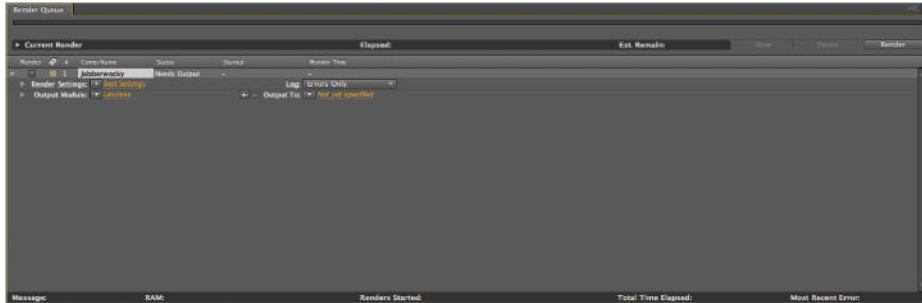 Render Queue
Current Render Elapsed: Est. Remain: Stop Pause Render
Render # Comp Name Status Started Render Time
1 Jabberwocky Needs Output - -
Render Settings: Best Settings Log: Errors Only
Output Module: Lossless + - Output To: Not yet specified
Message: RAM: Renders Started: Total Time Elapsed: Most Recent Error: